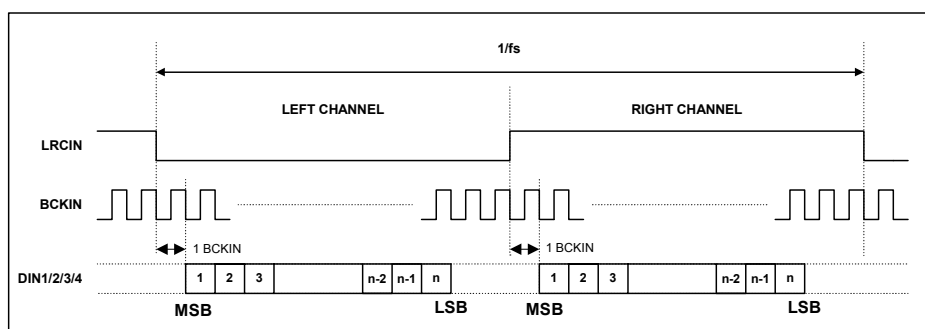 1/fs
LEFT CHANNEL RIGHT CHANNEL
LRCIN
BCKIN
1 BCKIN 1 BCKIN
DIN1/2/3/4 1 2 3 n-2 n-1 n 1 2 3 n-2 n-1 n
MSB LSB MSB LSB